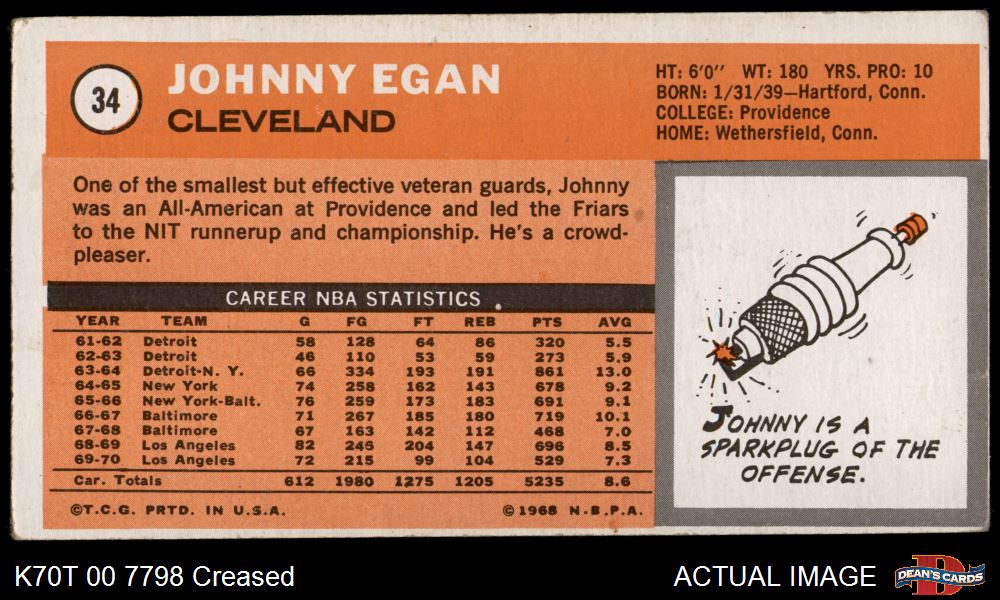 34
JOHNNY EGAN
CLEVELAND
HT: 6'0" WT: 180 YRS. PRO: 10
BORN: 1/31/39—Hartford, Conn.
COLLEGE: Providence
HOME: Wethersfield, Conn.
One of the smallest but effective veteran guards, Johnny
was an All-American at Providence and led the Friars
to the NIT runnerup and championship. He's a crowd-
pleaser.
CAREER NBA STATISTICS
YEAR TEAM G FG FT REB PTS AVG
61-62 Detroit 58 128 64 86 320 5.5
62-63 Detroit 46 110 53 59 273 5.9
63-64 Detroit-N. Y. 66 334 193 191 861 13.0
64-65 New York 74 258 162 143 678 9.2
65-66 New York-Balt. 76 259 173 183 691 9.1
66-67 Baltimore 71 267 185 180 719 10.1
67-68 Baltimore 67 163 142 112 468 7.0
68-69 Los Angeles 82 246 204 147 696 8.5
69-70 Los Angeles 72 215 99 104 529 7.3
Car. Totals 612 1980 1275 1205 5235 8.6
©T.C.G. PRTD. IN U.S.A. ©1968 N.B.P.A.
JOHNNY IS A
SPARKPLUG OF THE
OFFENSE.
K70T 00 7798 Creased
ACTUAL IMAGE
D
DEAN'S CARDS